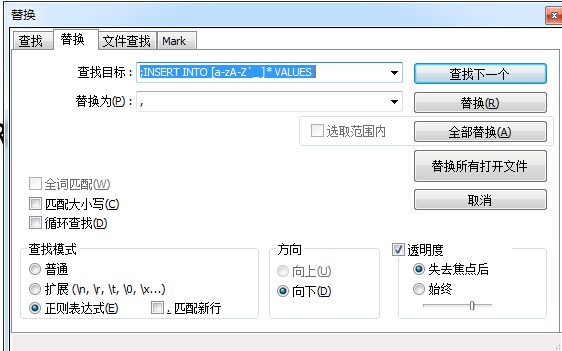 替换
查找 替换 文件查找 Mark
查找目标: ;INSERT INTO [a-zA-Z`_ ]* VALUES 查找下一个
替换为(P): , 替换(R)
选取范围内 全部替换(A)
替换所有打开文件
全词匹配(W) 取消
匹配大小写(C)
循环查找(D)
查找模式 方向 透明度
普通 向上(U) 失去焦点后
扩展 (\n, \r, \t, \0, \x...) 向下(D) 始终
正则表达式(E) . 匹配新行